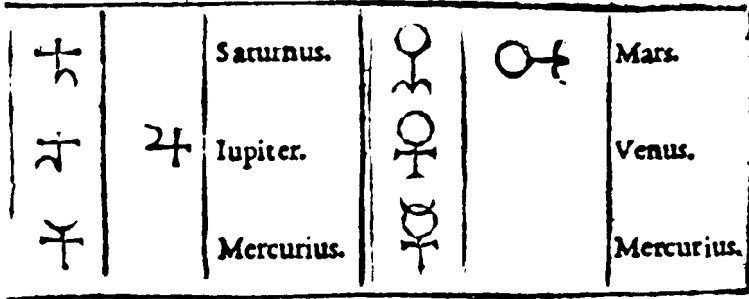 Saturnus. Mars.
Iupiter. Venus.
Mercurius. Mercurius.